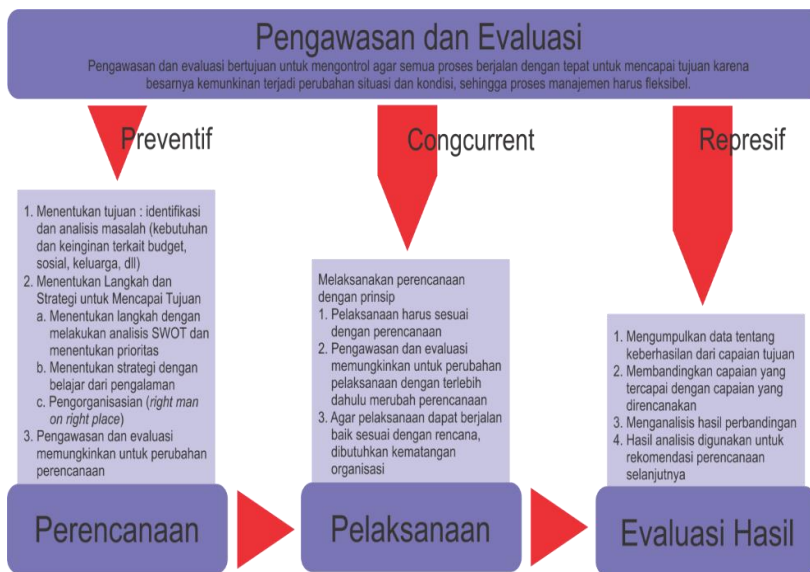 Pengawasan dan Evaluasi
Pengawasan dan evaluasi bertujuan untuk mengontrol agar semua proses berjalan dengan tepat untuk mencapai tujuan karena
besarnya kemunkinan terjadi perubahan situasi dan kondisi, sehingga proses manajemen harus fleksibel.
Preventif
1. Menentukan tujuan : identifikasi
dan analisis masalah (kebutuhan
dan keinginan terkait budget,
sosial, keluarga, dll)
2. Menentukan Langkah dan
Strategi untuk Mencapai Tujuan
a. Menentukan langkah dengan
melakukan analisis SWOT dan
menentukan prioritas
b. Menentukan strategi dengan
belajar dari pengalaman
c. Pengorganisasian (right man
on right place)
3. Pengawasan dan evaluasi
memungkinkan untuk perubahan
perencanaan
Perencanaan
Congcurrent
Melaksanakan perencanaan
dengan prinsip
1. Pelaksanaan harus sesuai
dengan perencanaan
2. Pengawasan dan evaluasi
memungkinkan untuk perubahan
pelaksanaan dengan terlebih
dahulu merubah perencanaan
3. Agar pelaksanaan dapat berjalan
baik sesuai dengan rencana,
dibutuhkan kematangan
organisasi
Pelaksanaan
Represif
1. Mengumpulkan data tentang
keberhasilan dari capaian tujuan
2. Membandingkan capaian yang
tercapai dengan capaian yang
direncanakan
3. Menganalisis hasil perbandingan
4. Hasil analisis digunakan untuk
rekomendasi perencanaan
selanjutnya
Evaluasi Hasil